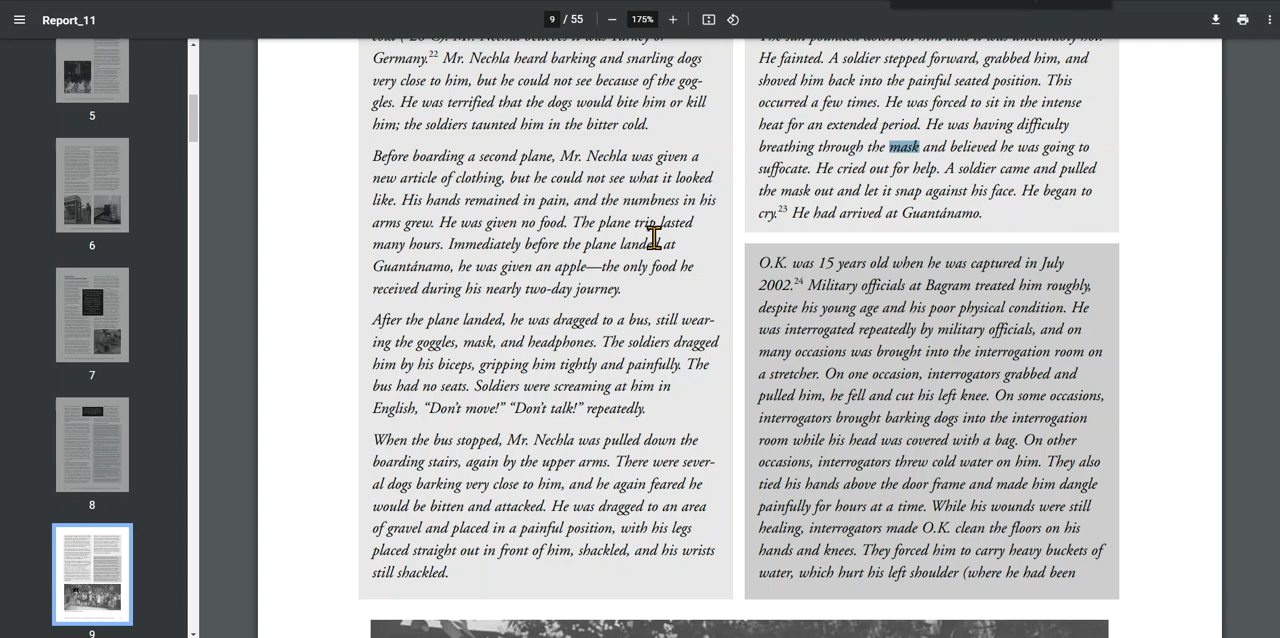 Report_11
9 / 55
175%
5
6
7
8
9
Germany.22 Mr. Nechla heard barking and snarling dogs
very close to him, but he could not see because of the gog-
gles. He was terrified that the dogs would bite him or kill
him; the soldiers taunted him in the bitter cold.
Before boarding a second plane, Mr. Nechla was given a
new article of clothing, but he could not see what it looked
like. His hands remained in pain, and the numbness in his
arms grew. He was given no food. The plane trip lasted
many hours. Immediately before the plane landed at
Guantánamo, he was given an apple—the only food he
received during his nearly two-day journey.
After the plane landed, he was dragged to a bus, still wear-
ing the goggles, mask, and headphones. The soldiers dragged
him by his biceps, gripping him tightly and painfully. The
bus had no seats. Soldiers were screaming at him in
English, “Don’t move!” “Don’t talk!” repeatedly.
When the bus stopped, Mr. Nechla was pulled down the
boarding stairs, again by the upper arms. There were sever-
al dogs barking very close to him, and he again feared he
would be bitten and attacked. He was dragged to an area
of gravel and placed in a painful position, with his legs
placed straight out in front of him, shackled, and his wrists
still shackled.
He fainted. A soldier stepped forward, grabbed him, and
shoved him back into the painful seated position. This
occurred a few times. He was forced to sit in the intense
heat for an extended period. He was having difficulty
breathing through the mask and believed he was going to
suffocate. He cried out for help. A soldier came and pulled
the mask out and let it snap against his face. He began to
cry.23 He had arrived at Guantánamo.
O.K. was 15 years old when he was captured in July
2002.24 Military officials at Bagram treated him roughly,
despite his young age and his poor physical condition. He
was interrogated repeatedly by military officials, and on
many occasions was brought into the interrogation room on
a stretcher. On one occasion, interrogators grabbed and
pulled him, he fell and cut his left knee. On some occasions,
interrogators brought barking dogs into the interrogation
room while his head was covered with a bag. On other
occasions, interrogators threw cold water on him. They also
tied his hands above the door frame and made him dangle
painfully for hours at a time. While his wounds were still
healing, interrogators made O.K. clean the floors on his
hands and knees. They forced him to carry heavy buckets of
water, which hurt his left shoulder (where he had been